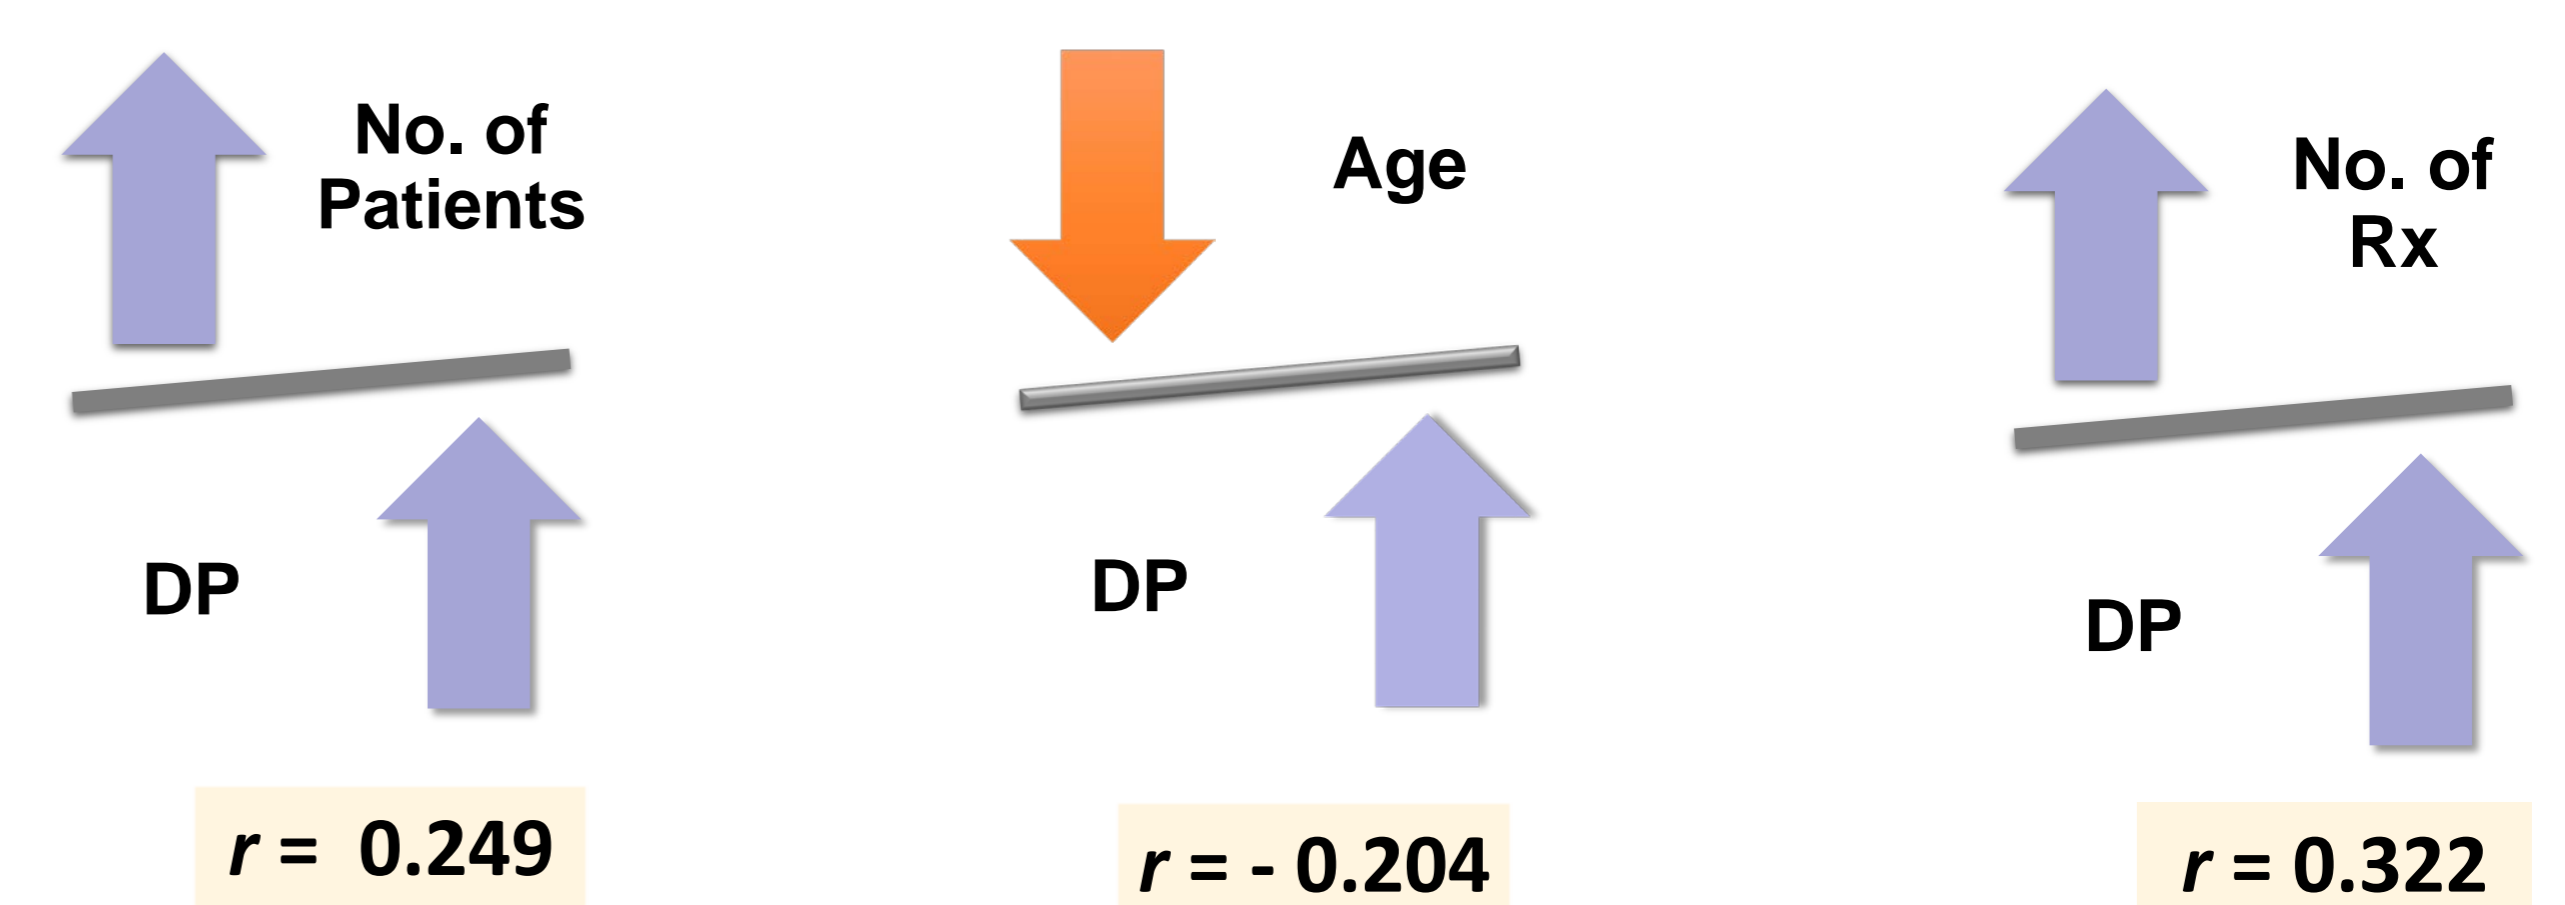 No. of
Patients
DP
r = 0.249
Age
DP
r = - 0.204
No. of
Rx
DP
r = 0.322